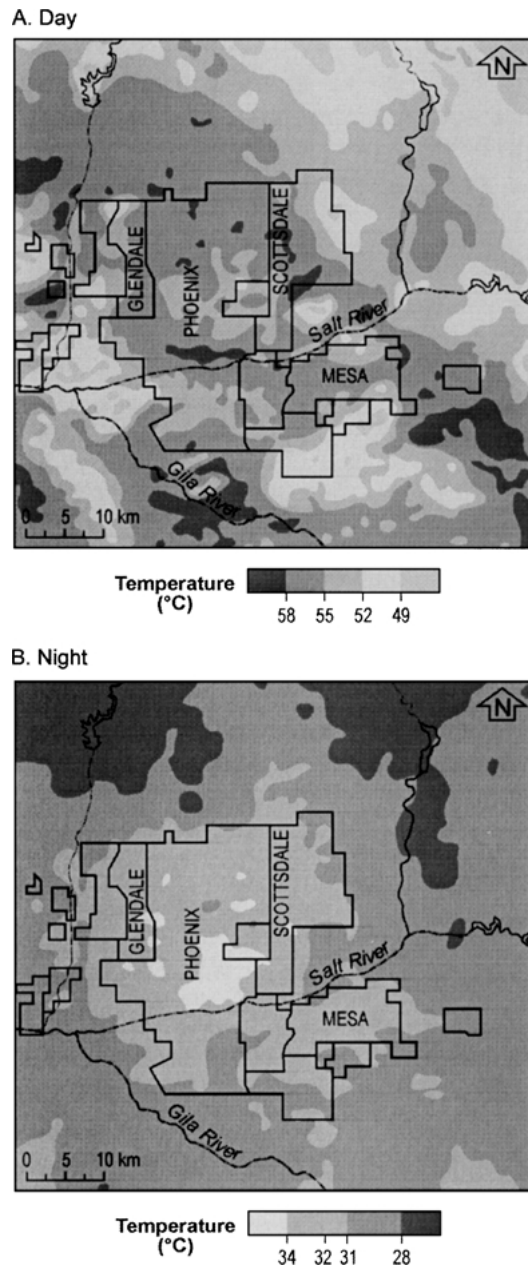 A. Day
N
GLENDALE
PHOENIX
SCOTTSDALE
Salt River
MESA
Gila River
0 5 10 km
Temperature
(°C)
58 55 52 49
B. Night
N
GLENDALE
PHOENIX
SCOTTSDALE
Salt River
MESA
Gila River
0 5 10 km
Temperature
(°C)
34 32 31 28